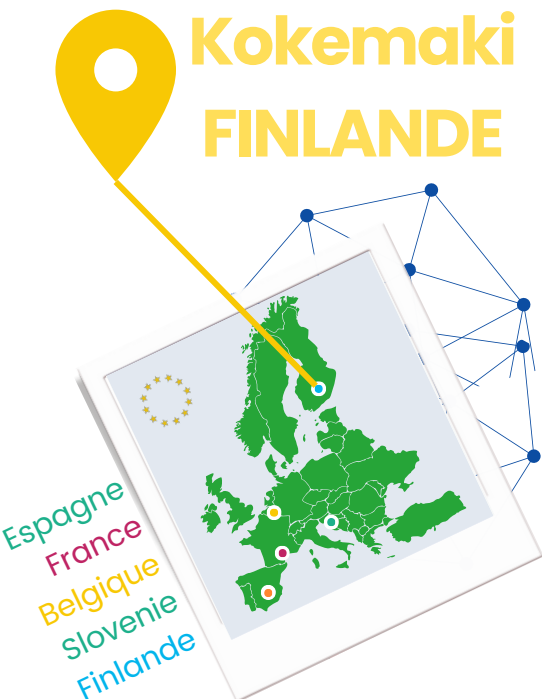 Kokemaki
FINLANDE
Espagne
France
Belgique
Slovenie
Finlande